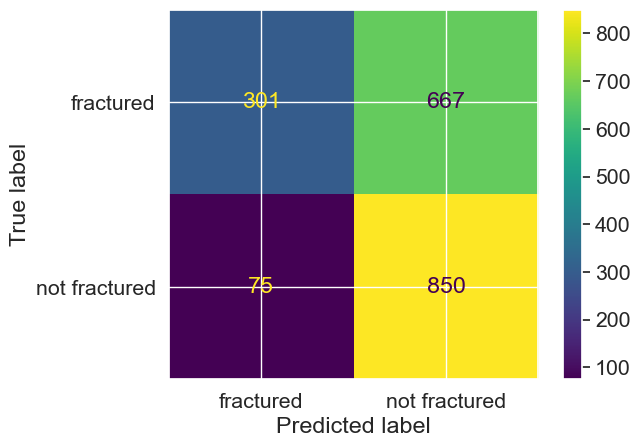 fractured
not fractured
True label
301
667
75
850
fractured
not fractured
Predicted label
800
700
600
500
400
300
200
100